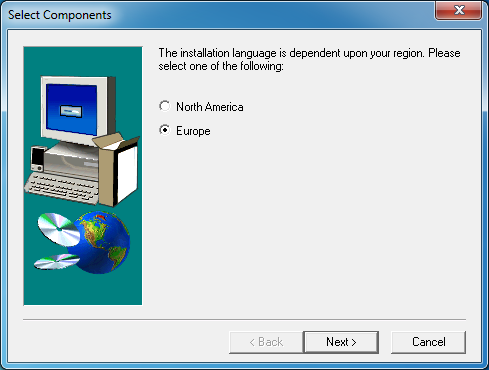 Select Components
The installation language is dependent upon your region. Please
select one of the following:
North America
Europe
< Back
Next >
Cancel